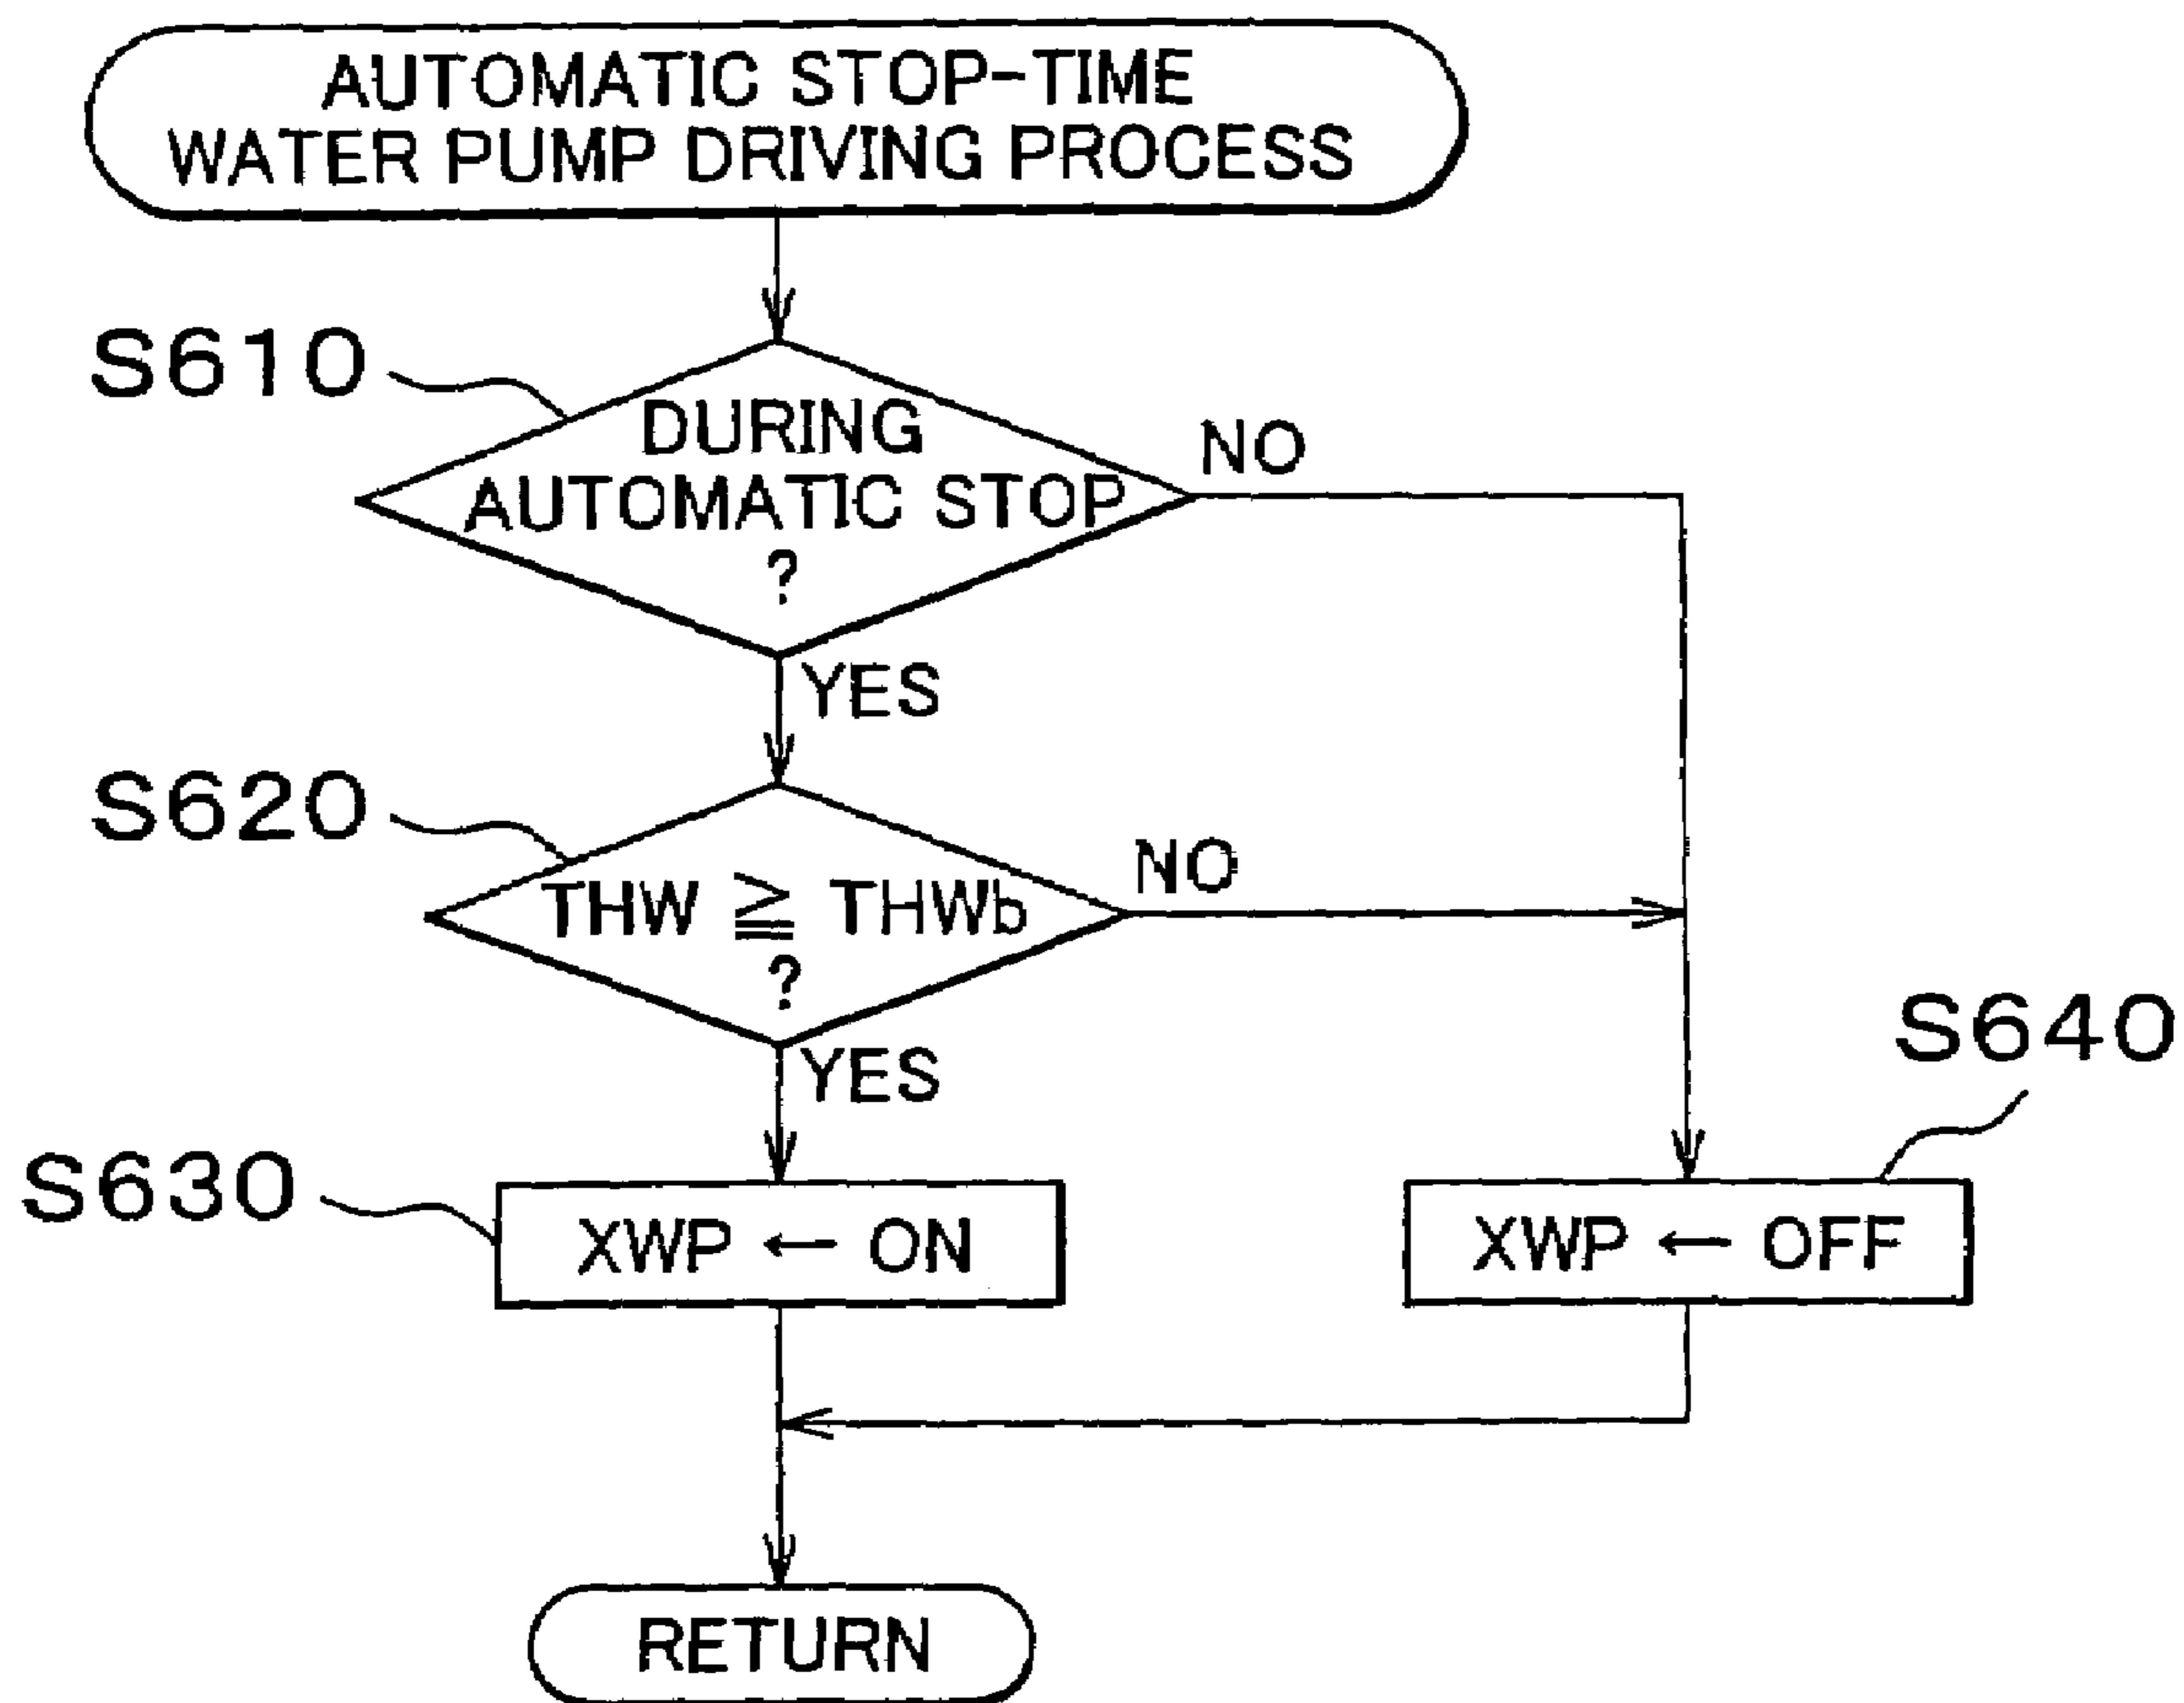 AUTOMATIC STOP-TIME
WATER PUMP DRIVING PROCESS
S610
DURING
AUTOMATIC STOP
?
NO
YES
S620
THW ≧ THWb
?
NO
YES
S640
S630
XWP ← ON
XWP ← OFF
RETURN